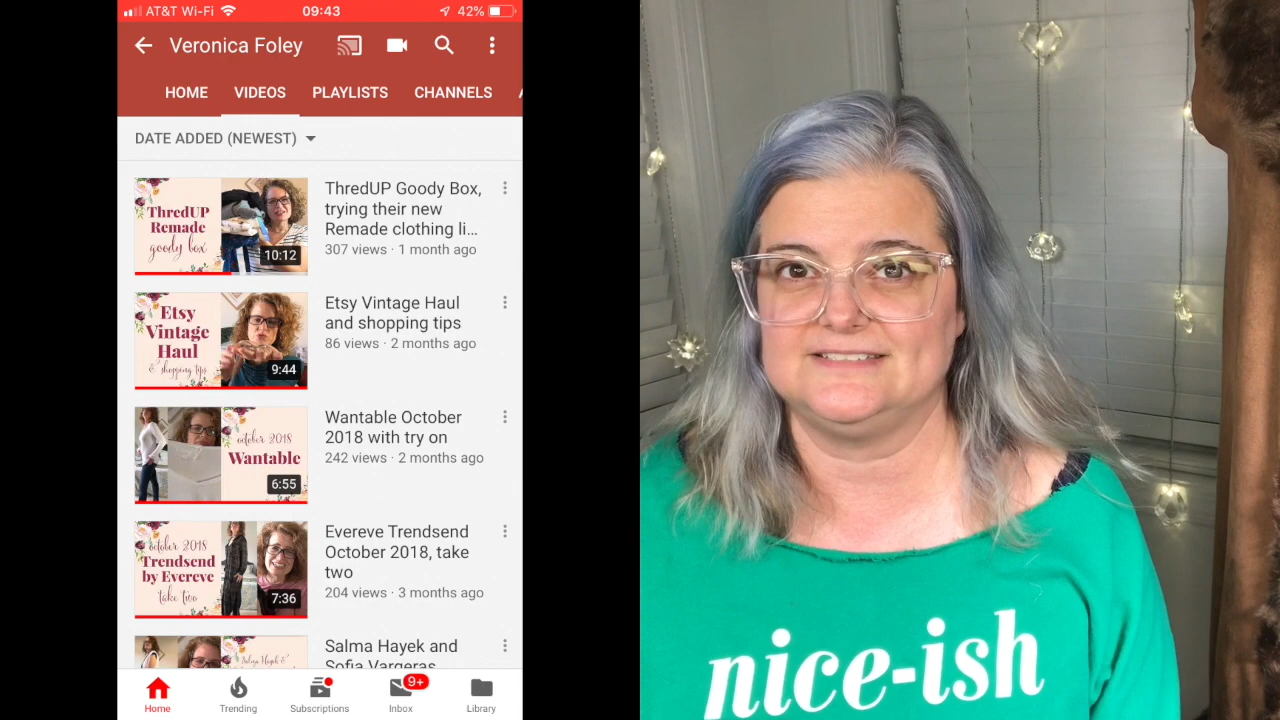 AT&T Wi-Fi 09:43 42%
Veronica Foley
HOME VIDEOS PLAYLISTS CHANNELS
DATE ADDED (NEWEST)
ThredUP
Remade
goody box
10:12
ThredUP Goody Box,
trying their new
Remade clothing li...
307 views · 1 month ago
Etsy
Vintage
Haul
& shopping tips
9:44
Etsy Vintage Haul
and shopping tips
86 views · 2 months ago
october 2018
Wantable
6:55
Wantable October
2018 with try on
242 views · 2 months ago
october 2018
Trendsend
by Evereve
take two
7:36
Evereve Trendsend
October 2018, take
two
204 views · 3 months ago
Salma Hayek &
Salma Hayek and
Sofia Vargeras
9+
Home Trending Subscriptions Inbox Library
nice-ish